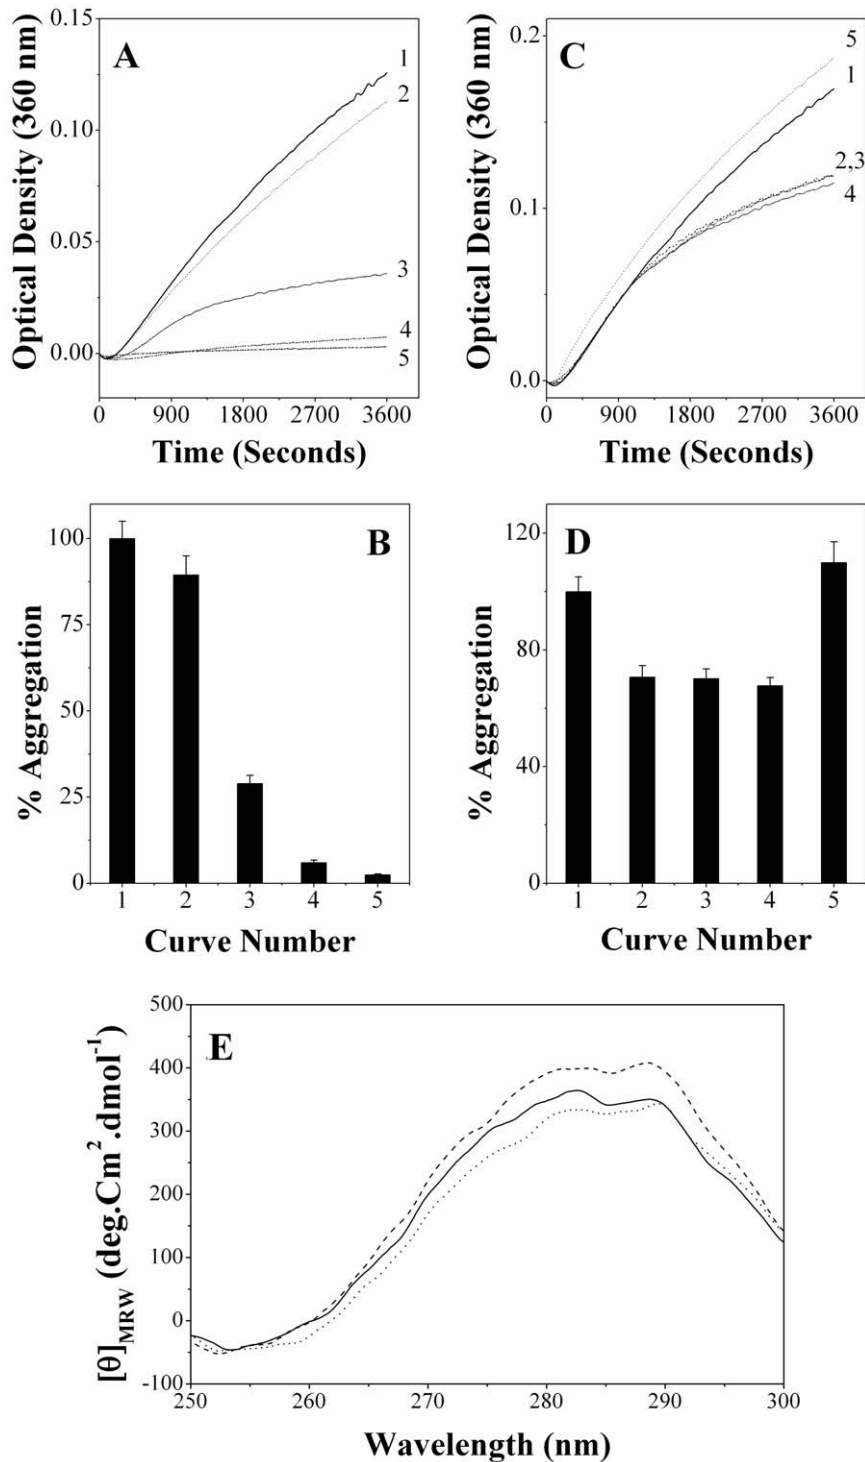 A
Optical Density (360 nm)
0.15
0.10
0.05
0.00
1
2
3
4
5
0 900 1800 2700 3600
Time (Seconds)
C
Optical Density (360 nm)
0.2
0.1
0.0
5
1
2,3
4
0 900 1800 2700 3600
Time (Seconds)
B
% Aggregation
100
75
50
25
0
1 2 3 4 5
Curve Number
D
% Aggregation
120
80
40
0
1 2 3 4 5
Curve Number
E
[θ]MRW (deg.Cm².dmol⁻¹)
500
400
300
200
100
0
-100
250 260 270 280 290 300
Wavelength (nm)